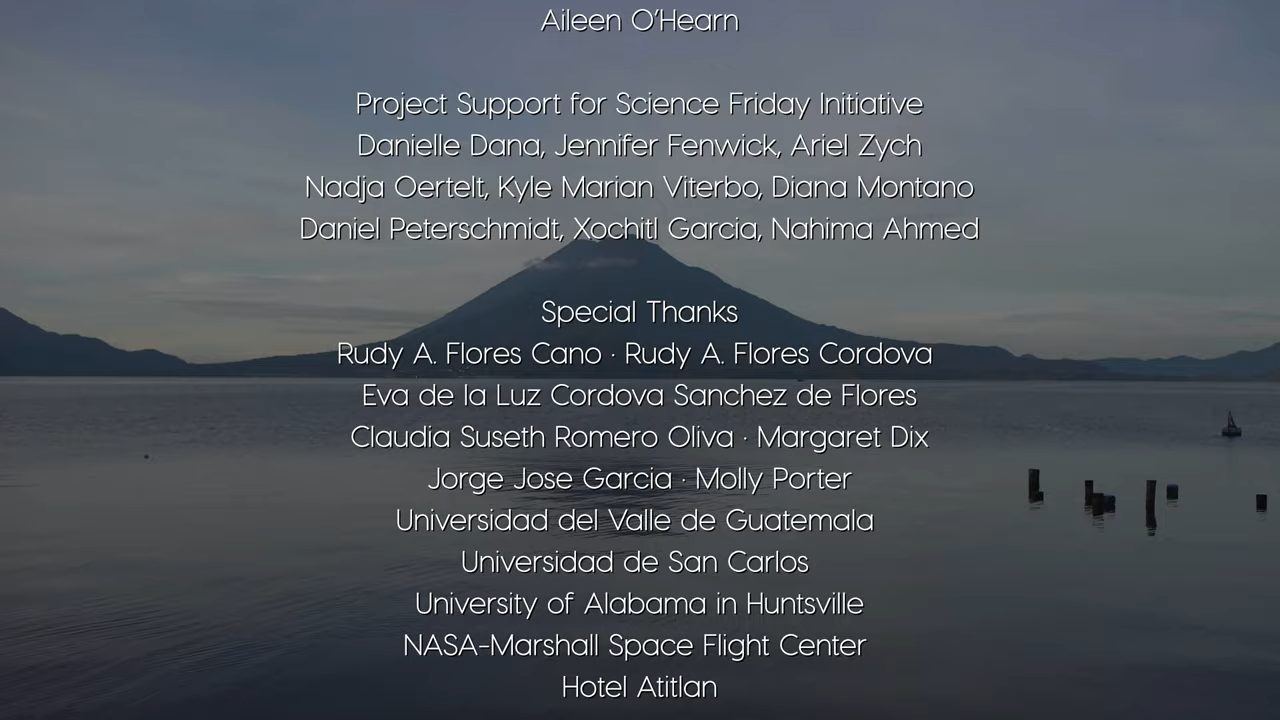 Aileen O'Hearn
Project Support for Science Friday Initiative
Danielle Dana, Jennifer Fenwick, Ariel Zych
Nadja Oertelt, Kyle Marian Viterbo, Diana Montano
Daniel Peterschmidt, Xochitl Garcia, Nahima Ahmed
Special Thanks
Rudy A. Flores Cano · Rudy A. Flores Cordova
Eva de la Luz Cordova Sanchez de Flores
Claudia Suseth Romero Oliva · Margaret Dix
Jorge Jose Garcia · Molly Porter
Universidad del Valle de Guatemala
Universidad de San Carlos
University of Alabama in Huntsville
NASA-Marshall Space Flight Center
Hotel Atitlan